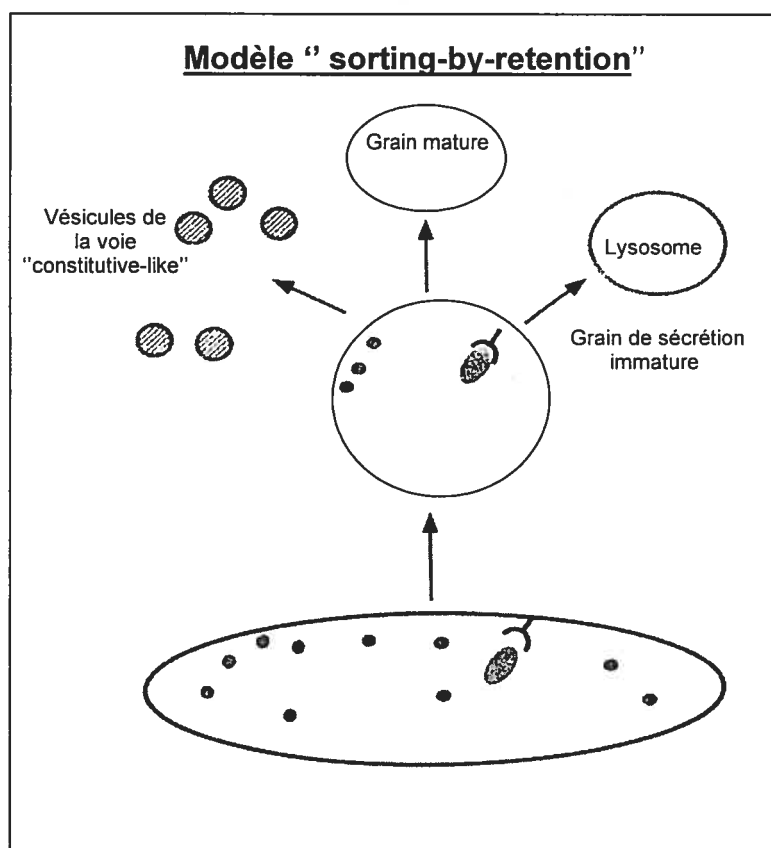 Modèle ‘’ sorting-by-retention’’
Grain mature
Vésicules de
la voie
‘‘constitutive-like’’
Lysosome
Grain de sécrétion
immature